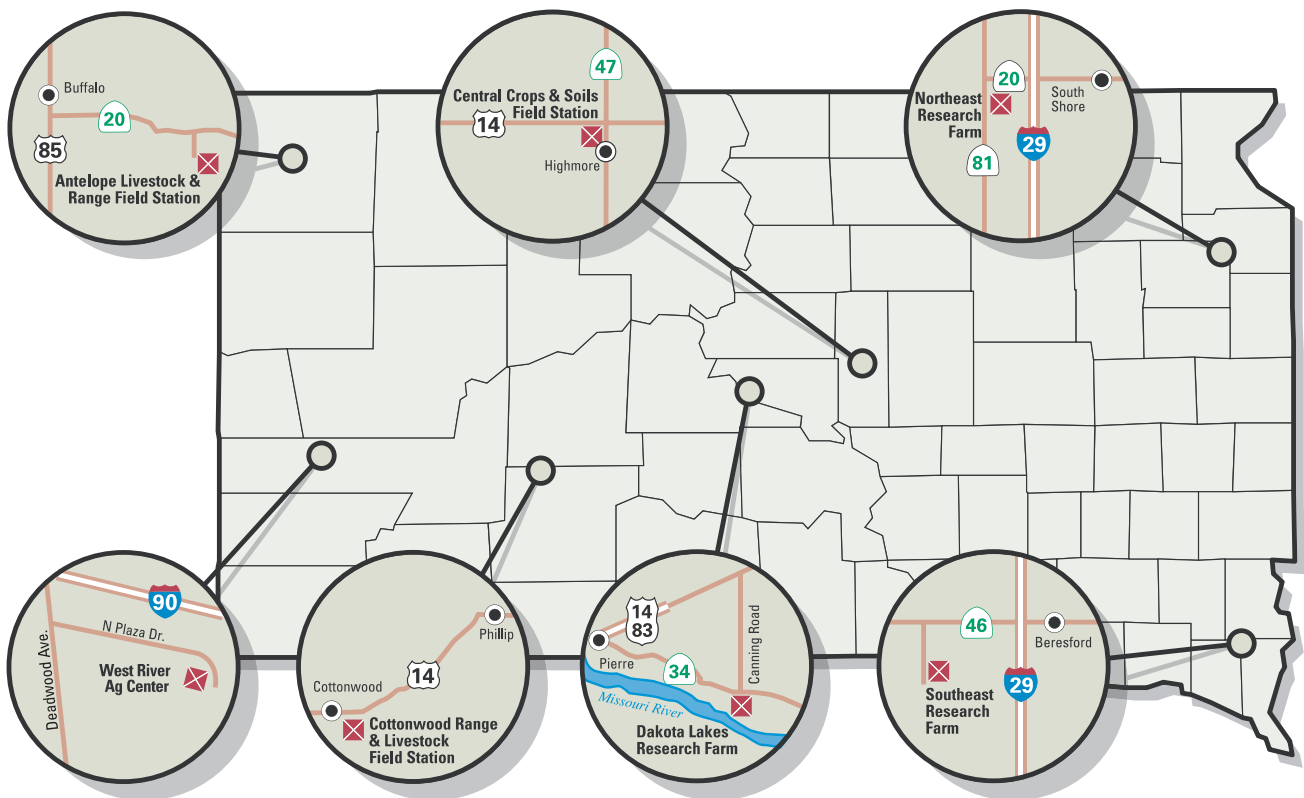 Buffalo
20
85
Antelope Livestock &
Range Field Station
47
Central Crops & Soils
Field Station
14
Highmore
20
Northeast
Research
Farm
South
Shore
29
81
90
N Plaza Dr.
Deadwood Ave.
West River
Ag Center
Phillip
14
Cottonwood
Cottonwood Range
& Livestock
Field Station
14
83
Canning Road
Pierre
34
Missouri River
Dakota Lakes
Research Farm
46
Beresford
29
Southeast
Research
Farm